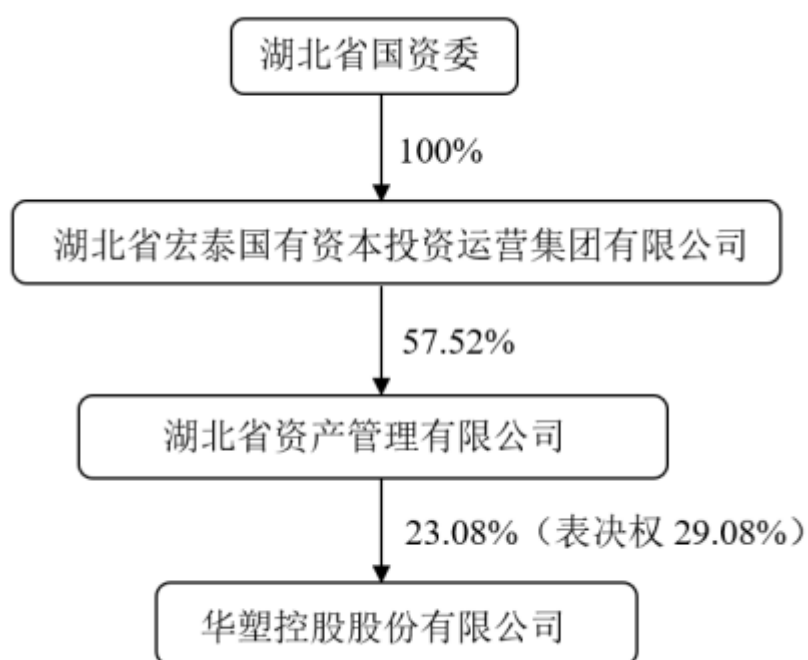 湖北省国资委
100%
湖北省宏泰国有资本投资运营集团有限公司
57.52%
湖北省资产管理有限公司
23.08%（表决权 29.08%）
华塑控股股份有限公司